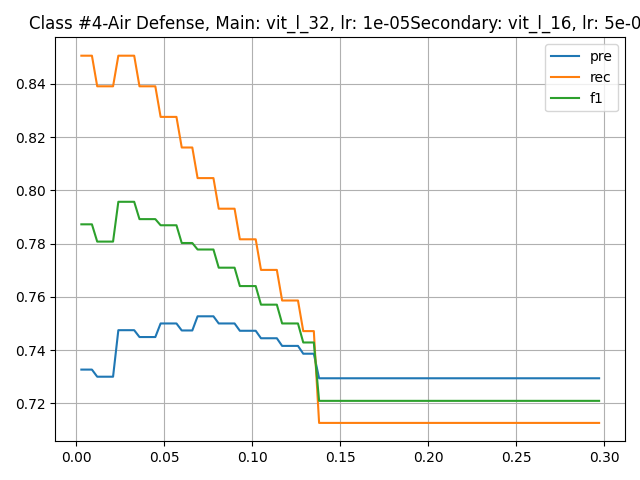 Class #4-Air Defense, Main: vit_l_32, lr: 1e-05Secondary: vit_l_16, lr: 5e-0
pre
rec
f1
0.84
0.82
0.80
0.78
0.76
0.74
0.72
0.00 0.05 0.10 0.15 0.20 0.25 0.30